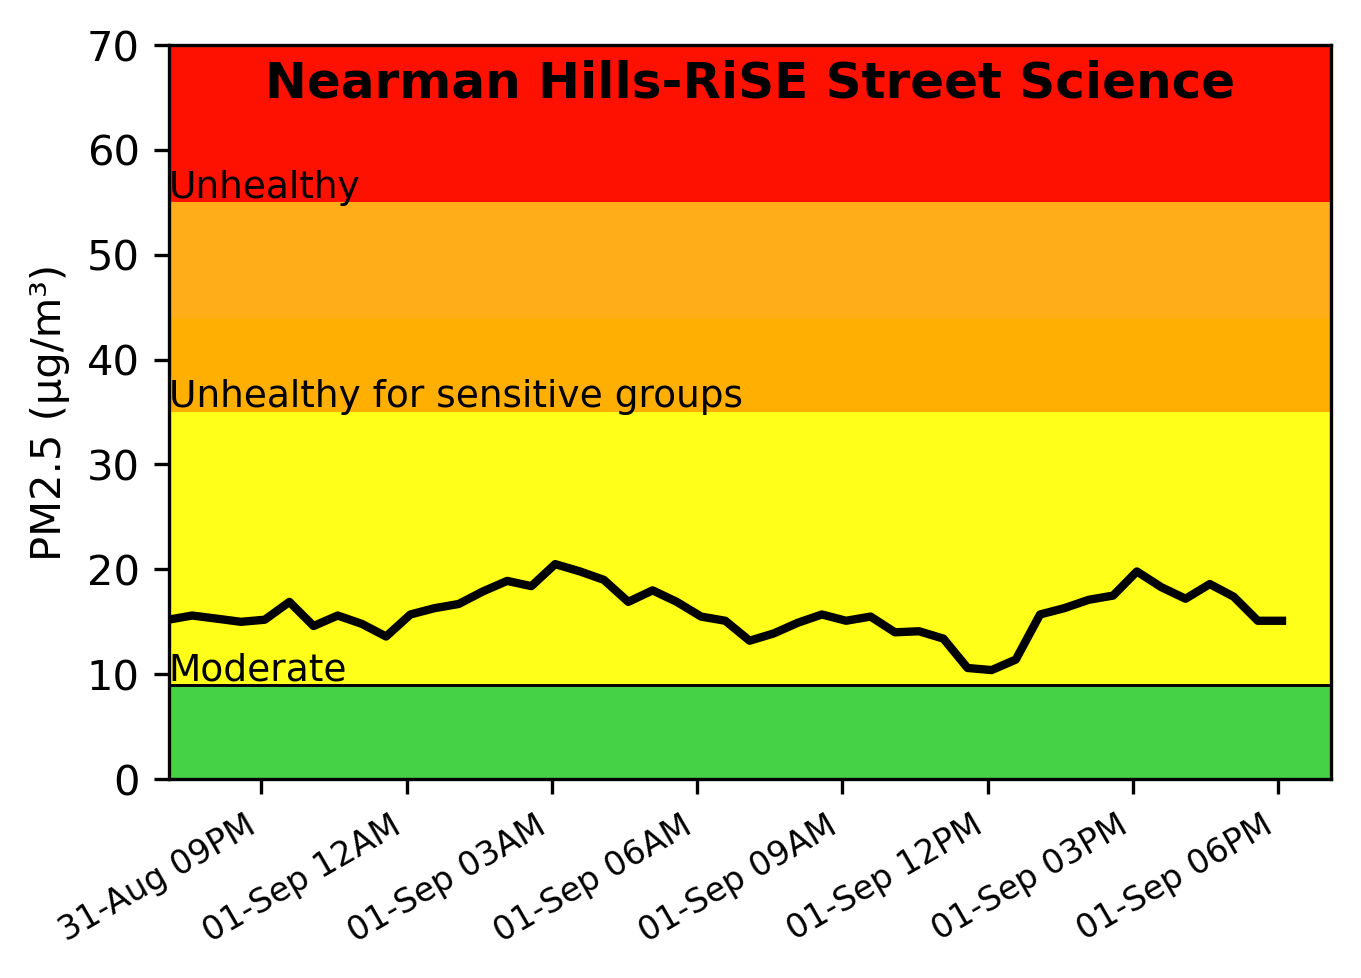 Nearman Hills-RiSE Street Science
70
60
Unhealthy
50
40
Unhealthy for sensitive groups
30
20
Moderate
10
0
PM2.5 (µg/m³)
31-Aug 09PM
01-Sep 12AM
01-Sep 03AM
01-Sep 06AM
01-Sep 09AM
01-Sep 12PM
01-Sep 03PM
01-Sep 06PM